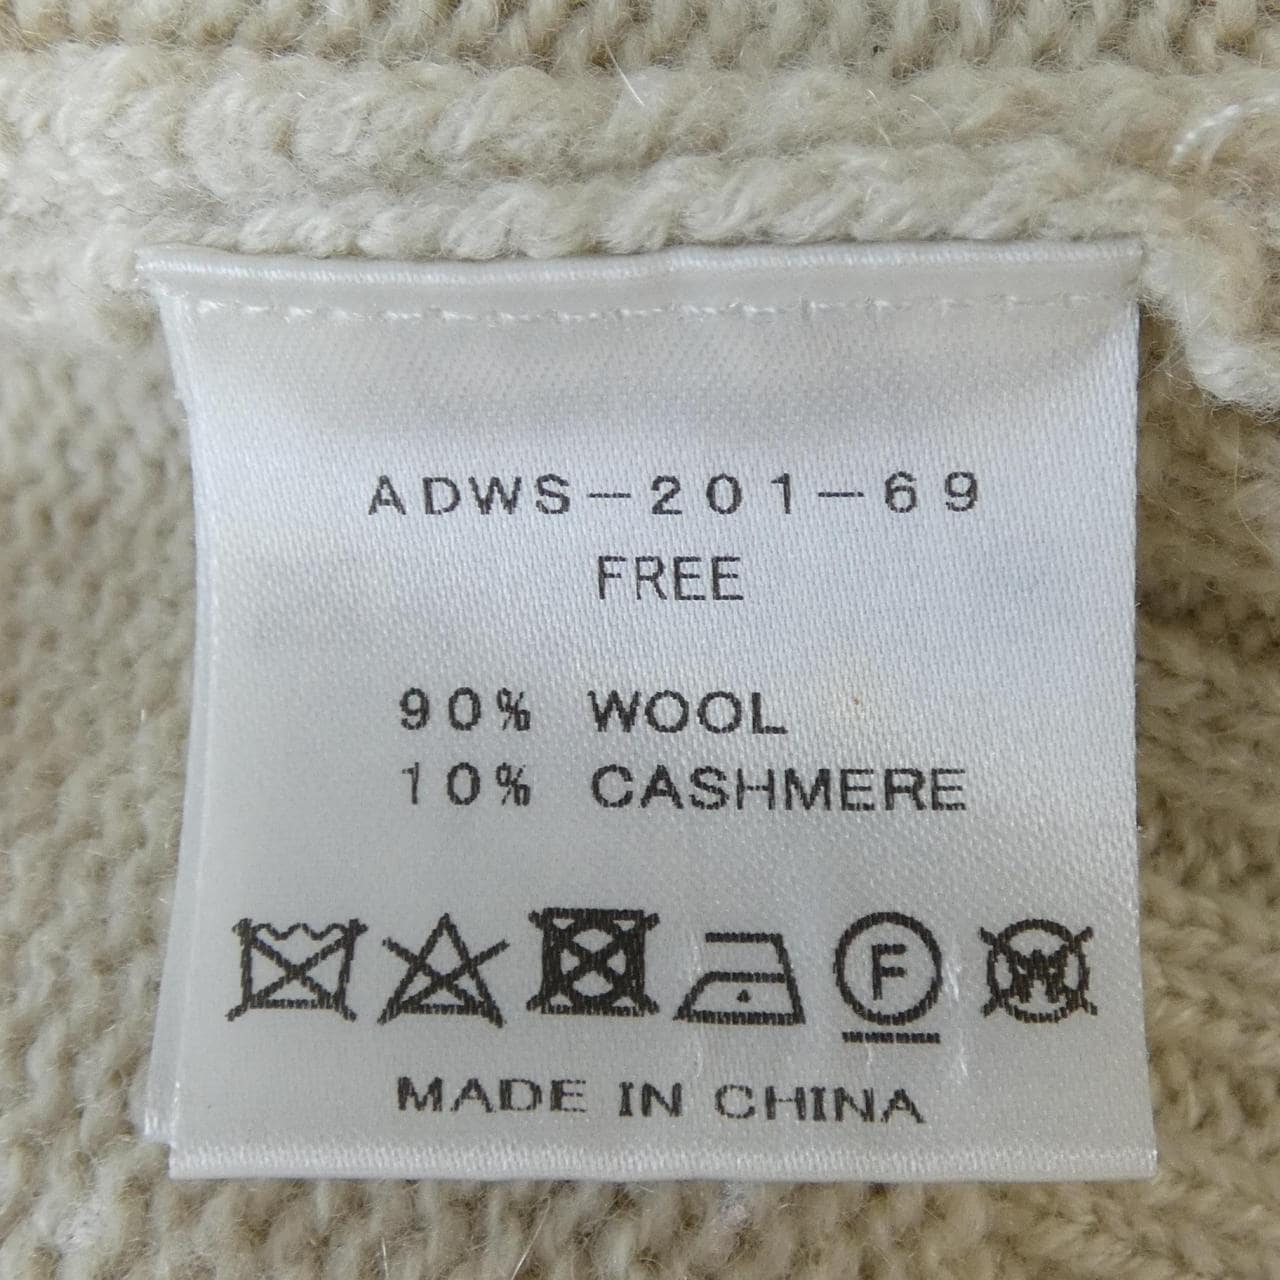 ADWS-201-69
FREE
90% WOOL
10% CASHMERE
F W
MADE IN CHINA